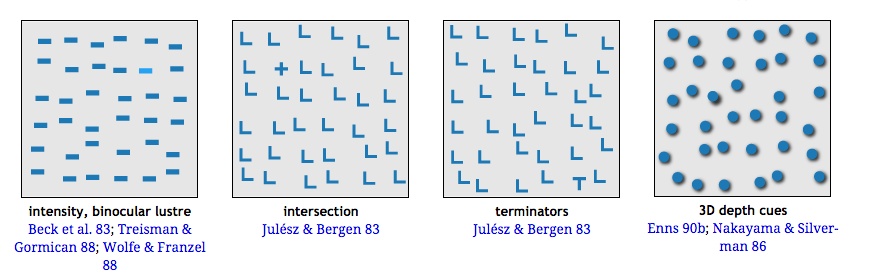 intensity, binocular lustre
Beck et al. 83; Treisman &
Gormican 88; Wolfe & Franzel
88
intersection
Julész & Bergen 83
terminators
Julész & Bergen 83
3D depth cues
Enns 90b; Nakayama & Silver-
man 86